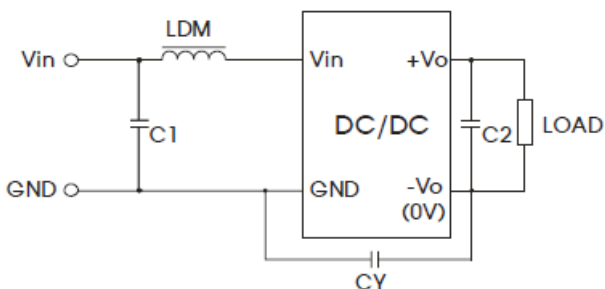 LDM
Vin
Vin
+Vo
C1
DC/DC
C2
LOAD
GND
GND
-Vo
(0V)
CY